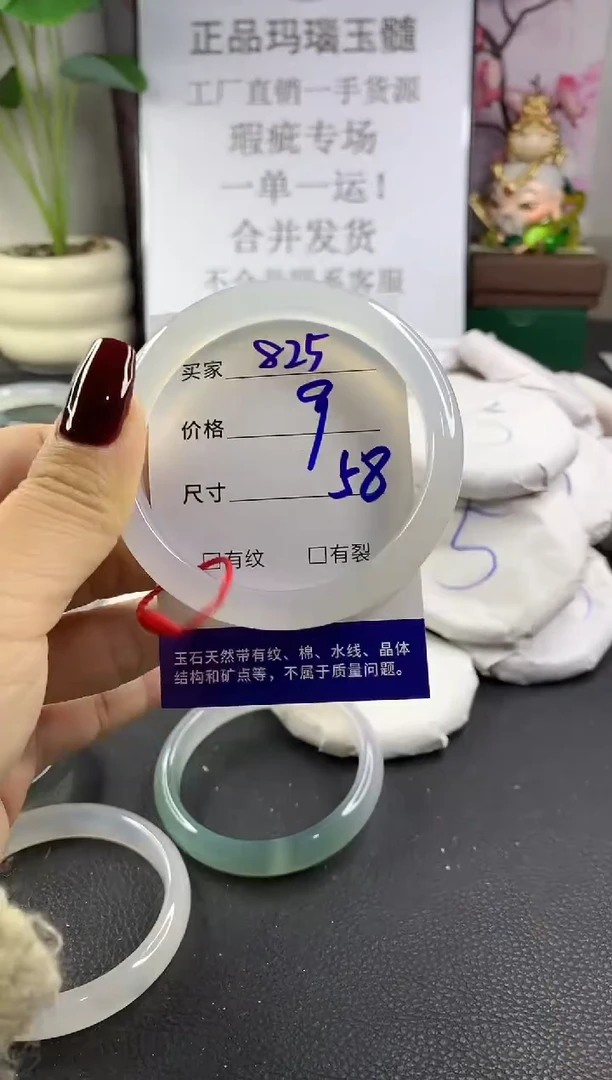 正品玛瑙玉髓
工厂直销一手货源
瑕疵专场
一单一运!
合并发货
买家 825
价格 9
尺寸 58
□有纹 □有裂
玉石天然带有纹、棉、水线、晶体
结构和矿点等，不属于质量问题。
5